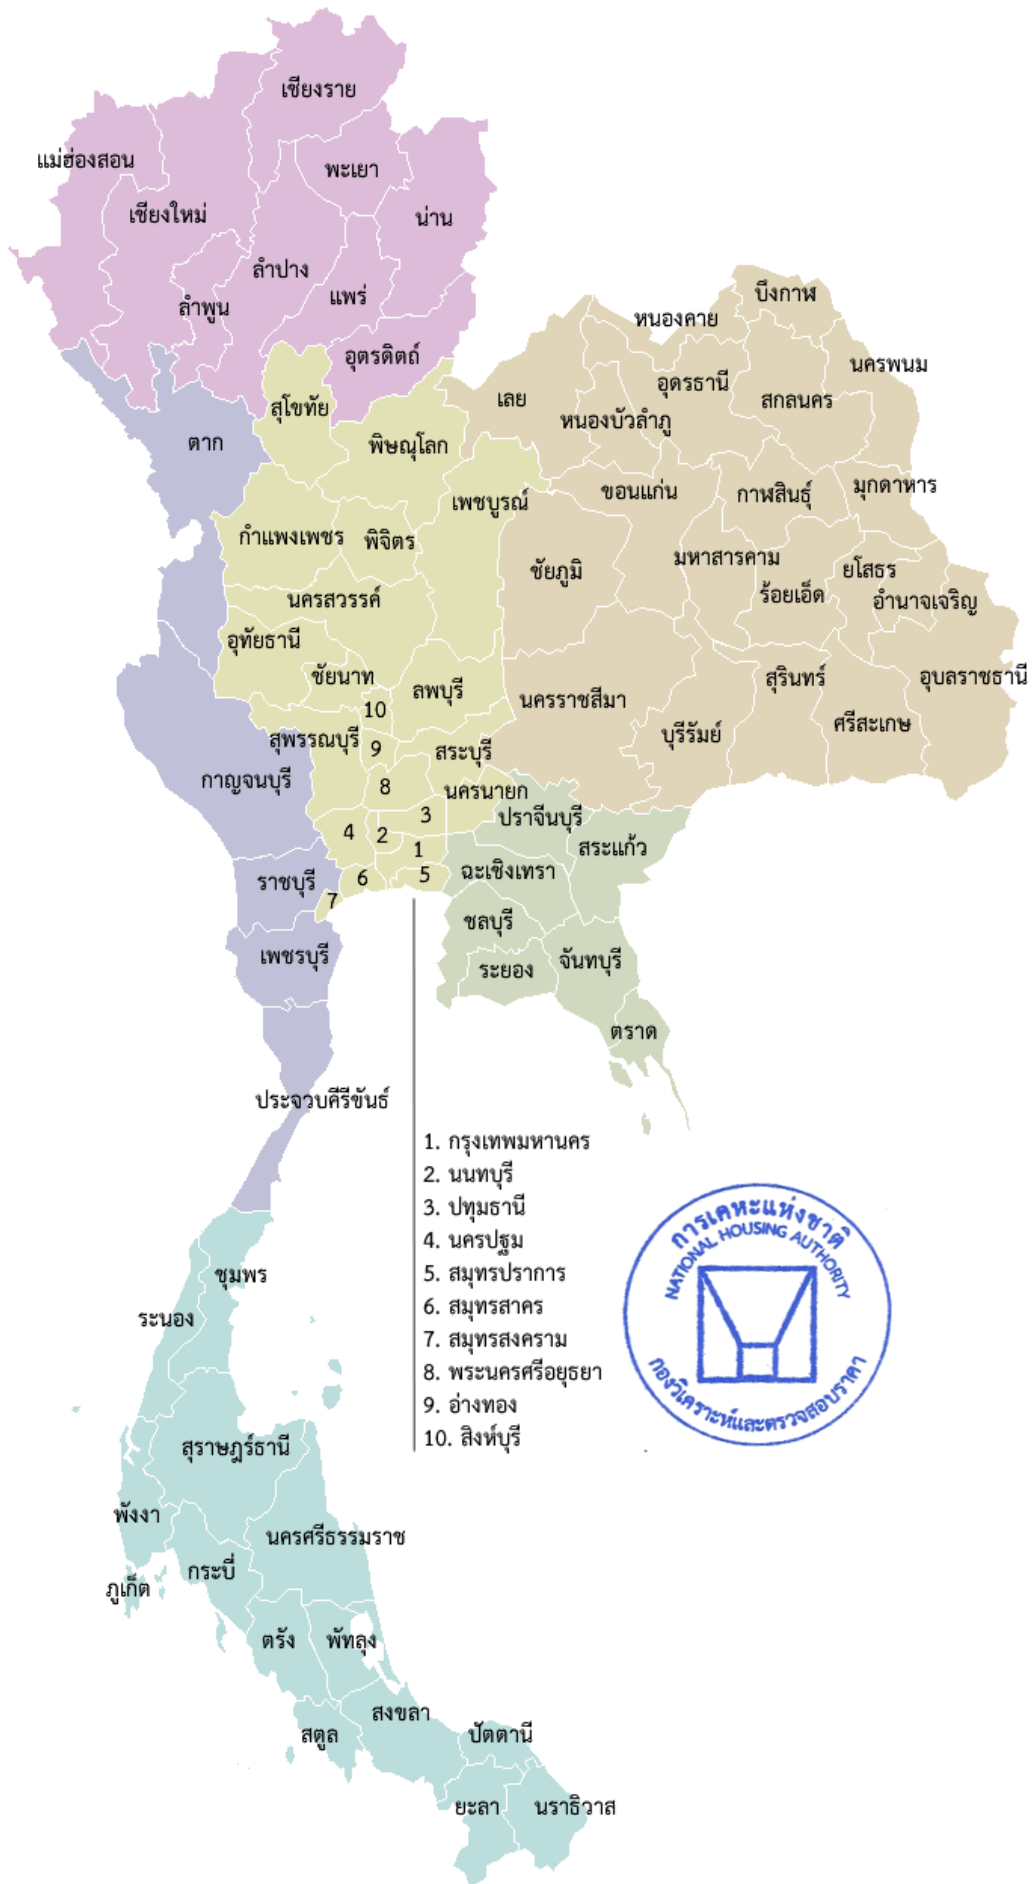 เชียงราย
แม่ฮ่องสอน
พะเยา
เชียงใหม่
น่าน
ลำปาง
แพร่
ลำพูน
อุตรดิตถ์
บึงกาฬ
หนองคาย
นครพนม
อุดรธานี
เลย
สกลนคร
สุโขทัย
หนองบัวลำภู
ตาก
พิษณุโลก
เพชบูรณ์
ขอนแก่น
กาฬสินธุ์
มุกดาหาร
กำแพงเพชร
พิจิตร
มหาสารคาม
ชัยภูมิ
ยโสธร
ร้อยเอ็ด
อำนาจเจริญ
นครสวรรค์
อุทัยธานี
ชัยนาท
ลพบุรี
สุรินทร์
อุบลราชธานี
นครราชสีมา
10
ศรีสะเกษ
บุรีรัมย์
สุพรรณบุรี
9
สระบุรี
กาญจนบุรี
8
นครนายก
3
ปราจีนบุรี
4
2
1
สระแก้ว
ฉะเชิงเทรา
5
6
ราชบุรี
7
ชลบุรี
เพชรบุรี
ระยอง
จันทบุรี
ตราด
ประจวบคีรีขันธ์
1. กรุงเทพมหานคร
2. นนทบุรี
3. ปทุมธานี
4. นครปฐม
5. สมุทรปราการ
6. สมุทรสาคร
7. สมุทรสงคราม
8. พระนครศรีอยุธยา
9. อ่างทอง
10. สิงห์บุรี
การเคหะแห่งชาติ
NATIONAL HOUSING AUTHORITY
กองวิเคราะห์และตรวจสอบราคา
ชุมพร
ระนอง
สุราษฎร์ธานี
พังงา
นครศรีธรรมราช
กระบี่
ภูเก็ต
ตรัง
พัทลุง
สงขลา
สตูล
ปัตตานี
ยะลา
นราธิวาส